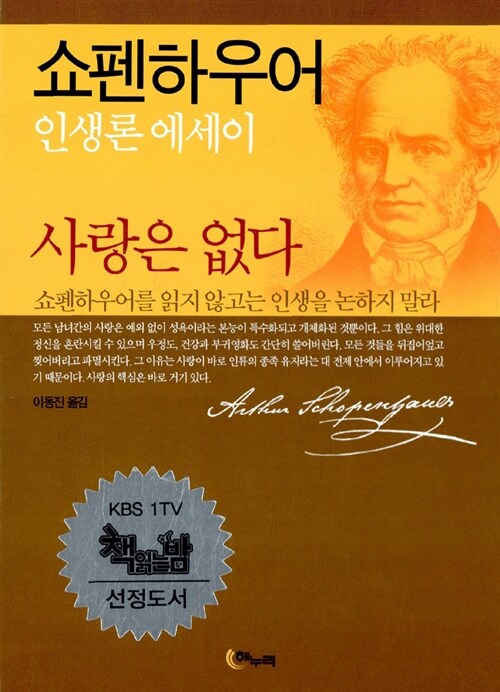 쇼펜하우어
인생론 에세이
사랑은 없다
쇼펜하우어를 읽지 않고는 인생을 논하지 말라
모든 남녀간의 사랑은 예외 없이 성욕이라는 본능이 특수화되고 개체화된 것뿐이다. 그 힘은 위대한
정신을 혼란시킬 수 있으며 우정도, 건강과 부귀영화도 간단히 쓸어버린다. 모든 것들을 뒤집어엎고
찢어버리고 파멸시킨다. 그 이유는 사랑이 바로 인류의 종족 유지라는 대 전제 안에서 이루어지고 있
기 때문이다. 사랑의 핵심은 바로 거기 있다.
이동진 옮김
Arthur Schopenhauer
KBS 1TV
책읽는밤
선정도서
해누리